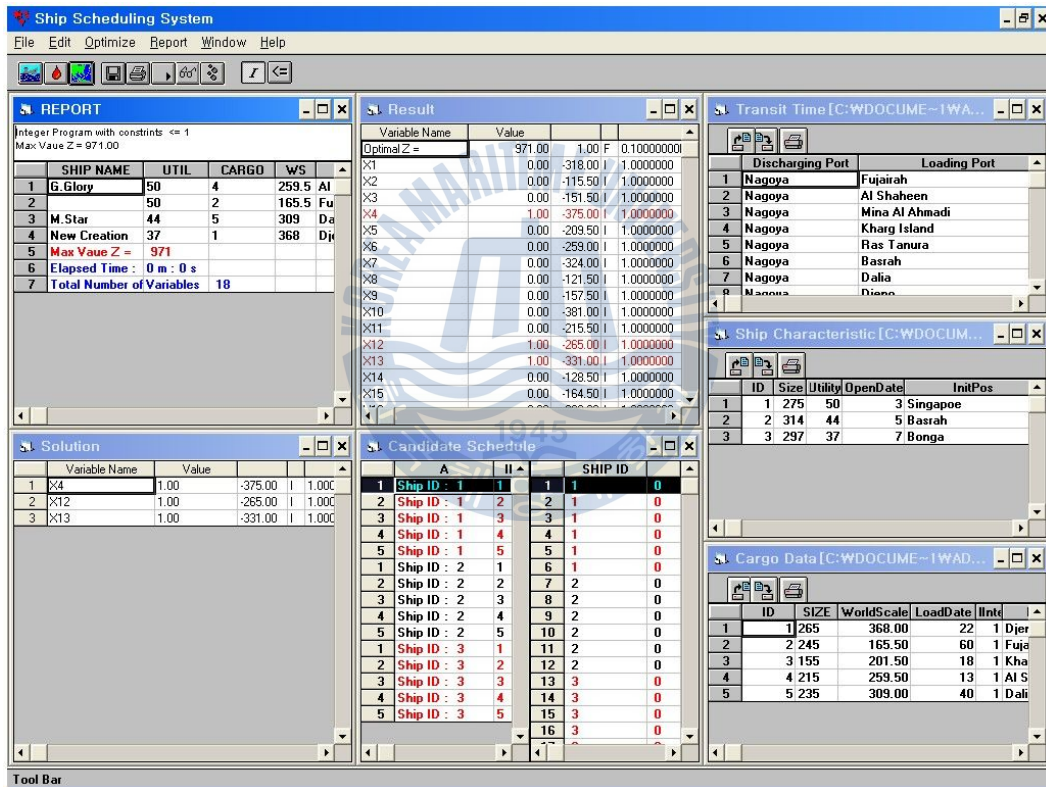 Ship Scheduling System
File Edit Optimize Report Window Help
REPORT
Integer Program with constrints <= 1
Max Vaue Z = 971.00
SHIP NAME UTIL CARGO WS
1 G.Glory 50 4 259.5 Al
2 50 2 165.5 Fu
3 M.Star 44 5 309 Da
4 New Creation 37 1 368 Dje
5 Max Vaue Z = 971
6 Elapsed Time : 0 m : 0 s
7 Total Number of Variables 18
Result
Variable Name Value
Optimal Z = 971.00 1.00 F 0.1000000
X1 0.00 -318.00 I 1.0000000
X2 0.00 -115.50 I 1.0000000
X3 0.00 -151.50 I 1.0000000
X4 1.00 -375.00 I 1.0000000
X5 0.00 -209.50 I 1.0000000
X6 0.00 -259.00 I 1.0000000
X7 0.00 -324.00 I 1.0000000
X8 0.00 -121.50 I 1.0000000
X9 0.00 -157.50 I 1.0000000
X10 0.00 -381.00 I 1.0000000
X11 0.00 -215.50 I 1.0000000
X12 1.00 -265.00 I 1.0000000
X13 1.00 -331.00 I 1.0000000
X14 0.00 -128.50 I 1.0000000
X15 0.00 -164.50 I 1.0000000
Transit Time [C:₩DOCUME~1₩A...
Discharging Port Loading Port
1 Nagoya Fujairah
2 Nagoya Al Shaheen
3 Nagoya Mina Al Ahmadi
4 Nagoya Kharg Island
5 Nagoya Ras Tanura
6 Nagoya Basrah
7 Nagoya Dalia
8 Nagoya
Ship Characteristic [C:₩DOCUM...
ID Size Utility OpenDate InitPos
1 1 275 50 3 Singapoe
2 2 314 44 5 Basrah
3 3 297 37 7 Bonga
Solution
Variable Name Value
1 X4 1.00 -375.00 I 1.000
2 X12 1.00 -265.00 I 1.000
3 X13 1.00 -331.00 I 1.000
Candidate Schedule
A II
1 Ship ID : 1 1
2 Ship ID : 1 2
3 Ship ID : 1 3
4 Ship ID : 1 4
5 Ship ID : 1 5
1 Ship ID : 2 1
2 Ship ID : 2 2
3 Ship ID : 2 3
4 Ship ID : 2 4
5 Ship ID : 2 5
1 Ship ID : 3 1
2 Ship ID : 3 2
3 Ship ID : 3 3
4 Ship ID : 3 4
5 Ship ID : 3 5
SHIP ID
1 1 0
2 1 0
3 1 0
4 1 0
5 1 0
6 1 0
7 2 0
8 2 0
9 2 0
10 2 0
11 2 0
12 2 0
13 3 0
14 3 0
15 3 0
16 3 0
Cargo Data [C:₩DOCUME~1₩AD...
ID SIZE WorldScale LoadDate IInte
1 1 265 368.00 22 1 Djer
2 2 245 165.50 60 1 Fuja
3 3 155 201.50 18 1 Kha
4 4 215 259.50 13 1 Al S
5 5 235 309.00 40 1 Dali
Tool Bar
KOREA MARITIME UNIVERSITY
1945